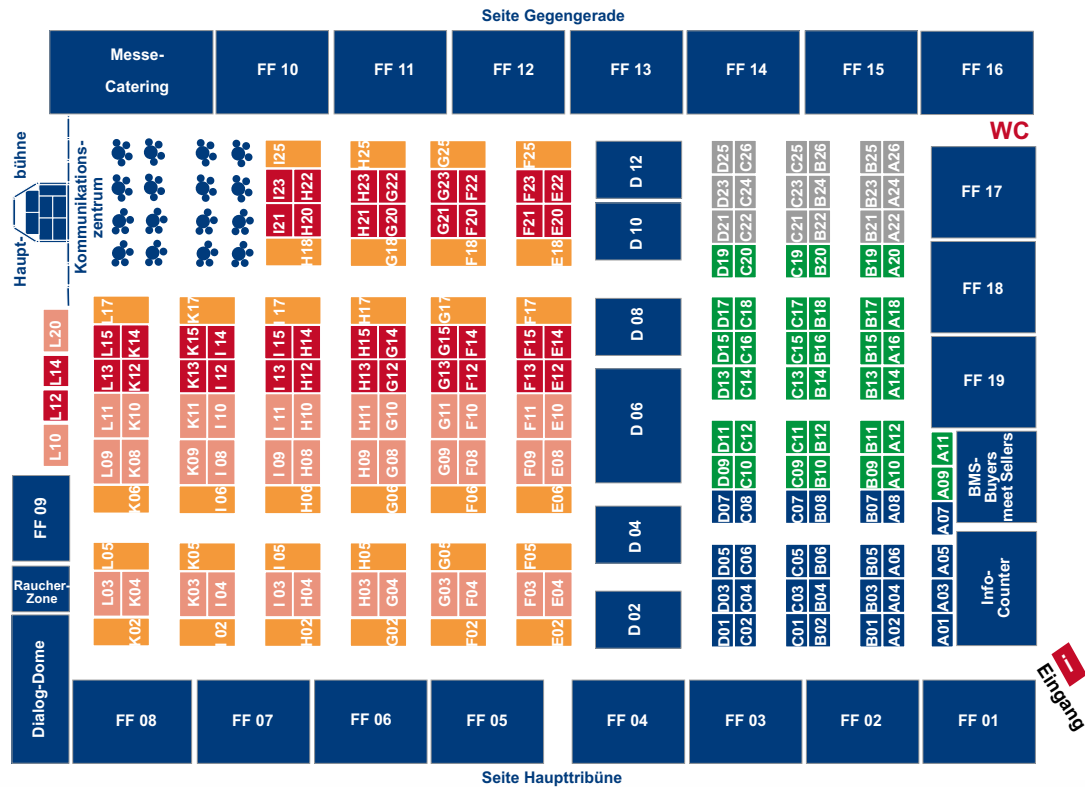 Seite Gegengerade
Messe-
Catering
FF 10
FF 11
FF 12
FF 13
FF 14
FF 15
FF 16
WC
Haupt- bühne
Kommunikations-
zentrum
I25
H25
G25
F25
D 12
D25 C26
C25 B26
B25 A26
I23 H22
H23 G22
G23 F22
F23 E22
D23 C24
C23 B24
B23 A24
FF 17
I21 H20
H21 G20
G21 F20
F21 E20
D 10
D21 C22
C21 B22
B21 A22
H18
G18
F18
E18
D19 C20
C19 B20
B19 A20
FF 18
L20
L17
K17
I 17
H17
G17
F17
D 08
D17 C18
C17 B18
B17 A18
L15 K14
K15 I 14
I 15 H14
H15 G14
G15 F14
F15 E14
D15 C16
C15 B16
B15 A16
L14
L13 K12
K13 I 12
I 13 H12
H13 G12
G13 F12
F13 E12
D13 C14
C13 B14
B13 A14
FF 19
L12
L11 K10
K11 I 10
I 11 H10
H11 G10
G11 F10
F11 E10
D 06
L10
L09 K08
K09 I 08
I 09 H08
H09 G08
G09 F08
F09 E08
D09 C12
C11 B12
B11 A12
A11
C10
C09 B10
B09 A10
A09
BMS-
Buyers
meet Sellers
K06
I 06
H06
G06
F06
E06
D07 C08
C07 B08
B07 A08
A07
FF 09
D 04
L05
K05
I 05
H05
G05
F05
D05 C06
C05 B06
B05 A06
A05
Raucher-
Zone
L03 K04
K03 I 04
I 03 H04
H03 G04
G03 F04
F03 E04
D03 C04
C03 B04
B03 A04
A03
Info-
Counter
K02
I 02
H02
G02
F02
E02
D 02
D01 C02
C01 B02
B01 A02
A01
Dialog-Dome
Eingang
FF 08
FF 07
FF 06
FF 05
FF 04
FF 03
FF 02
FF 01
Seite Haupttribüne